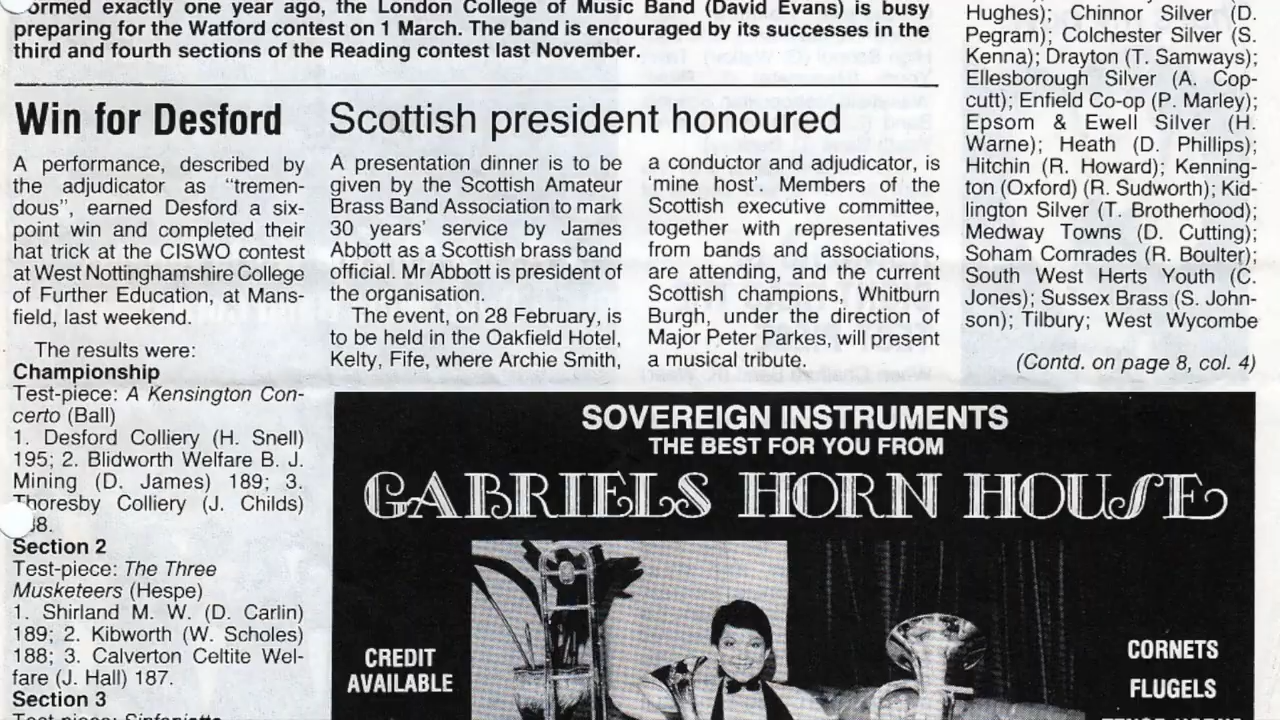 ormed exactly one year ago, the London College of Music Band (David Evans) is busy
preparing for the Watford contest on 1 March. The band is encouraged by its successes in the
third and fourth sections of the Reading contest last November.
Win for Desford
A performance, described by
the adjudicator as “tremen-
dous”, earned Desford a six-
point win and completed their
hat trick at the CISWO contest
at West Nottinghamshire College
of Further Education, at Mans-
field, last weekend.
The results were:
Championship
Test-piece: A Kensington Con-
certo (Ball)
1. Desford Colliery (H. Snell)
195; 2. Blidworth Welfare B. J.
Mining (D. James) 189; 3.
Thoresby Colliery (J. Childs)
8.
Section 2
Test-piece: The Three
Musketeers (Hespe)
1. Shirland M. W. (D. Carlin)
189; 2. Kibworth (W. Scholes)
188; 3. Calverton Celtite Wel-
fare (J. Hall) 187.
Section 3
Scottish president honoured
A presentation dinner is to be
given by the Scottish Amateur
Brass Band Association to mark
30 years’ service by James
Abbott as a Scottish brass band
official. Mr Abbott is president of
the organisation.
The event, on 28 February, is
to be held in the Oakfield Hotel,
Kelty, Fife, where Archie Smith,
a conductor and adjudicator, is
‘mine host’. Members of the
Scottish executive committee,
together with representatives
from bands and associations,
are attending, and the current
Scottish champions, Whitburn
Burgh, under the direction of
Major Peter Parkes, will present
a musical tribute.
Hughes); Chinnor Silver (D.
Pegram); Colchester Silver (S.
Kenna); Drayton (T. Samways);
Ellesborough Silver (A. Cop-
cutt); Enfield Co-op (P. Marley);
Epsom & Ewell Silver (H.
Warne); Heath (D. Phillips);
Hitchin (R. Howard); Kenning-
ton (Oxford) (R. Sudworth); Kid-
lington Silver (T. Brotherhood);
Medway Towns (D. Cutting);
Soham Comrades (R. Boulter);
South West Herts Youth (C.
Jones); Sussex Brass (S. John-
son); Tilbury; West Wycombe
(Contd. on page 8, col. 4)
SOVEREIGN INSTRUMENTS
THE BEST FOR YOU FROM
GABRIELS HORN HOUSE
CREDIT
AVAILABLE
CORNETS
FLUGELS